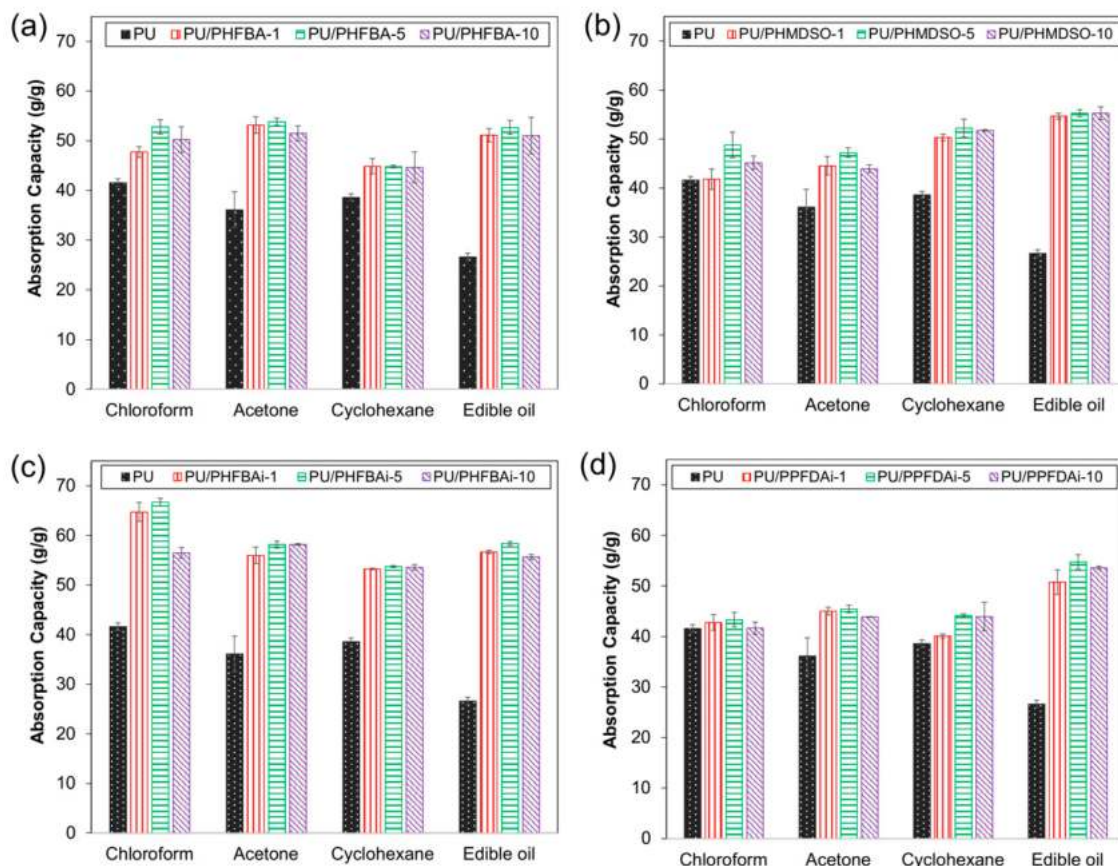 (a)
PU PU/PHFBA-1 PU/PHFBA-5 PU/PHFBA-10
Absorption Capacity (g/g)
70
60
50
40
30
20
10
0
Chloroform Acetone Cyclohexane Edible oil
(b)
PU PU/PHMDSO-1 PU/PHMDSO-5 PU/PHMDSO-10
Absorption Capacity (g/g)
70
60
50
40
30
20
10
0
Chloroform Acetone Cyclohexane Edible oil
(c)
PU PU/PHFBAi-1 PU/PHFBAi-5 PU/PHFBAi-10
Absorption Capacity (g/g)
70
60
50
40
30
20
10
0
Chloroform Acetone Cyclohexane Edible oil
(d)
PU PU/PPFDAi-1 PU/PPFDAi-5 PU/PPFDAi-10
Absorption Capacity (g/g)
70
60
50
40
30
20
10
0
Chloroform Acetone Cyclohexane Edible oil